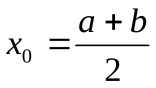 x₀ = (a + b)/2